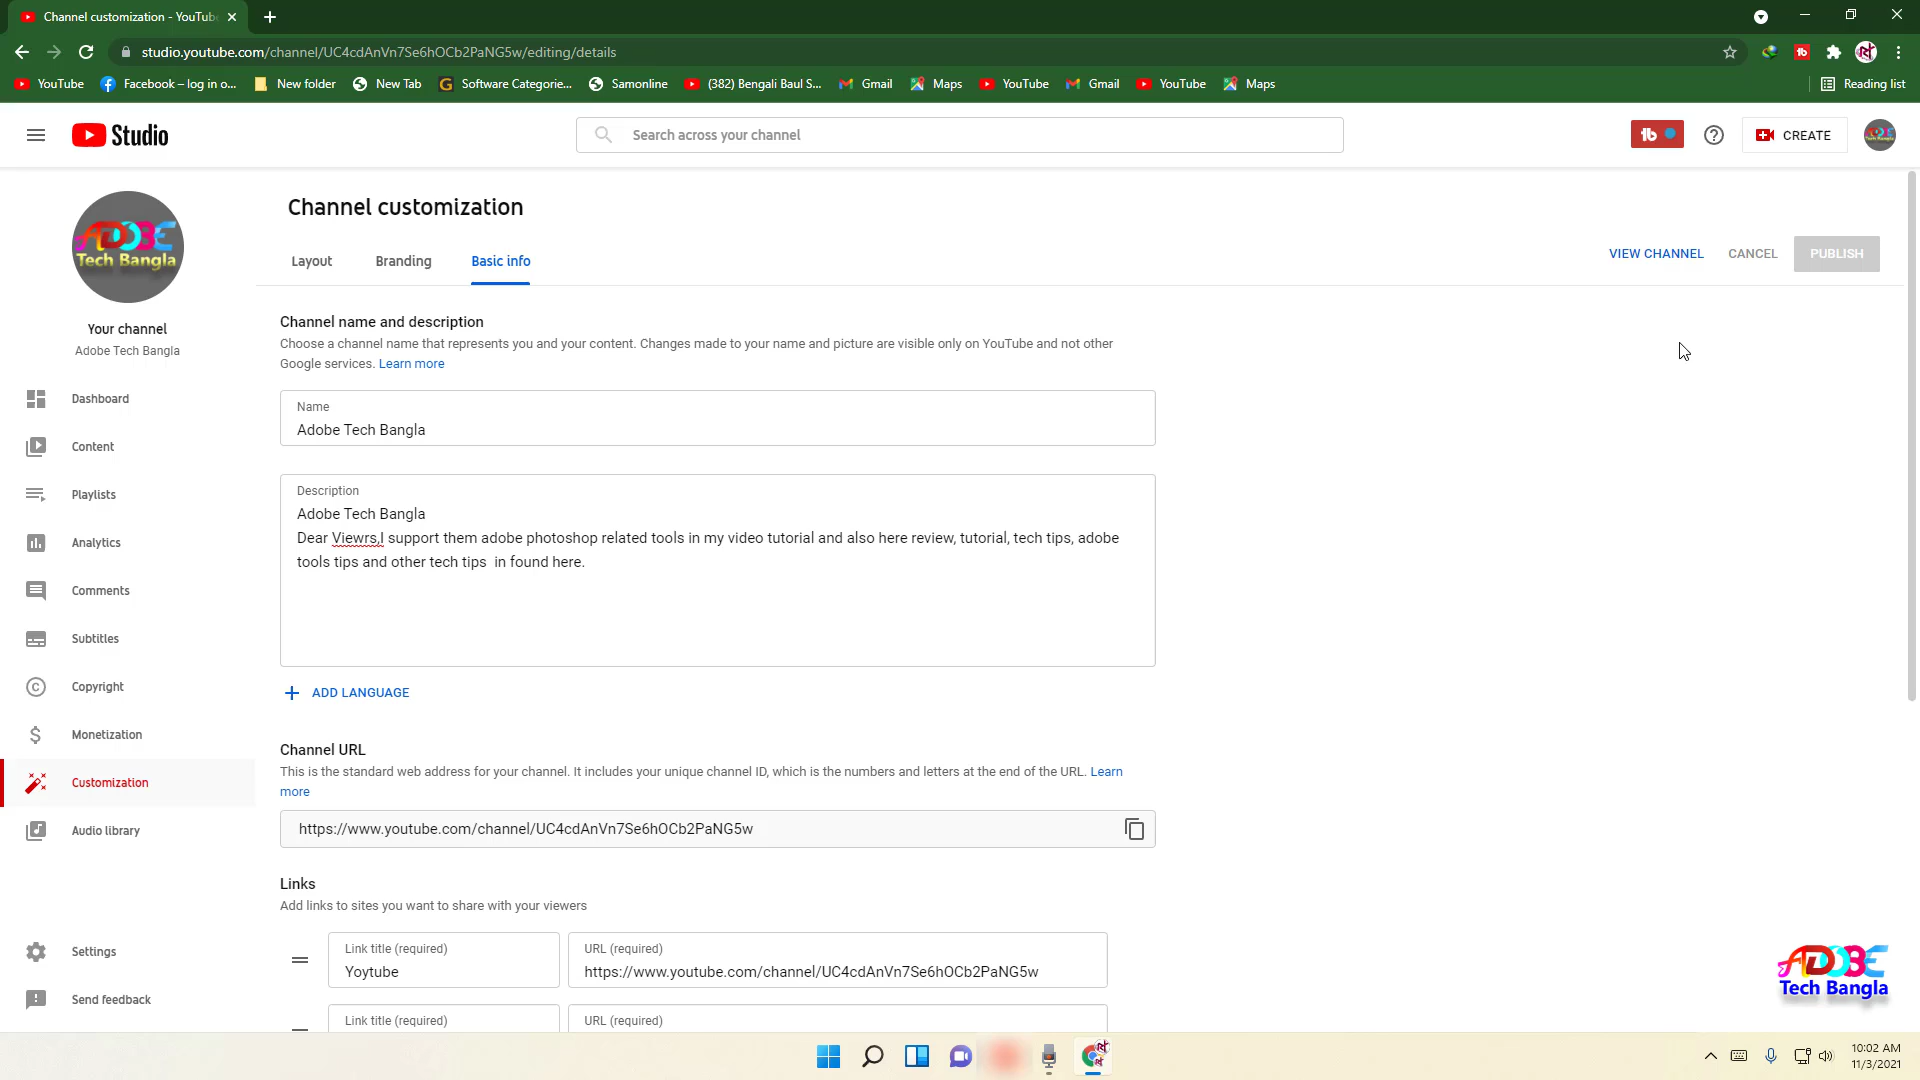 Channel customization - YouTub
studio.youtube.com/channel/UC4cdAnVn7Se6hOCb2PaNG5w/editing/details
YouTube
Facebook – log in o...
New folder
New Tab
Software Categorie...
Samonline
(382) Bengali Baul S...
Gmail
Maps
YouTube
Gmail
YouTube
Maps
Reading list
Studio
Search across your channel
CREATE
Channel customization
Layout
Branding
Basic info
VIEW CHANNEL
CANCEL
PUBLISH
ADOBE
Tech Bangla
Your channel
Adobe Tech Bangla
Dashboard
Content
Playlists
Analytics
Comments
Subtitles
Copyright
Monetization
Customization
Audio library
Settings
Send feedback
Channel name and description
Choose a channel name that represents you and your content. Changes made to your name and picture are visible only on YouTube and not other
Google services. Learn more
Name
Adobe Tech Bangla
Description
Adobe Tech Bangla
Dear Viewrs,I support them adobe photoshop related tools in my video tutorial and also here review, tutorial, tech tips, adobe
tools tips and other tech tips  in found here.
ADD LANGUAGE
Channel URL
This is the standard web address for your channel. It includes your unique channel ID, which is the numbers and letters at the end of the URL. Learn
more
https://www.youtube.com/channel/UC4cdAnVn7Se6hOCb2PaNG5w
Links
Add links to sites you want to share with your viewers
Link title (required)
Yoytube
URL (required)
https://www.youtube.com/channel/UC4cdAnVn7Se6hOCb2PaNG5w
Link title (required)
URL (required)
ADOBE
Tech Bangla
10:02 AM
11/3/2021